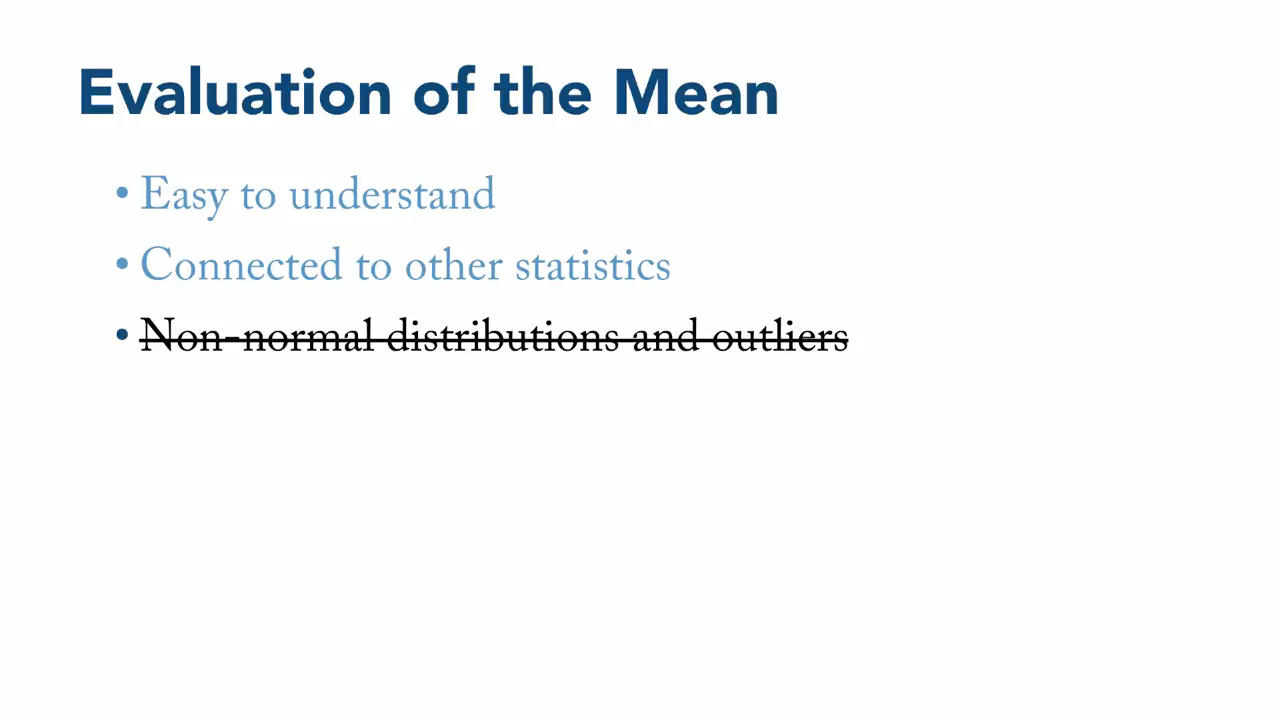 Evaluation of the Mean
• Easy to understand
• Connected to other statistics
• Non-normal distributions and outliers